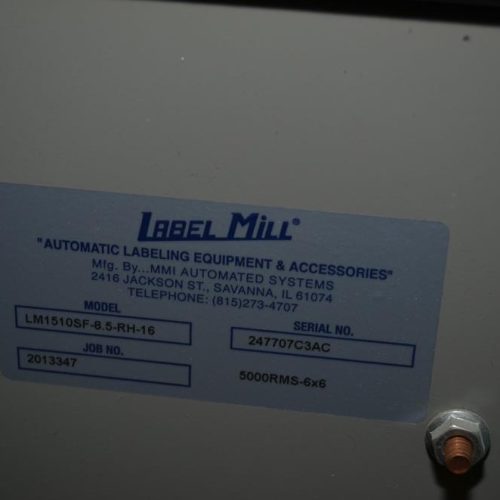 LABEL MILL®
"AUTOMATIC LABELING EQUIPMENT & ACCESSORIES"
Mfg. By...MMI AUTOMATED SYSTEMS
2416 JACKSON ST., SAVANNA, IL 61074
TELEPHONE: (815)273-4707
MODEL
LM1510SF-8.5-RH-16
SERIAL NO.
247707C3AC
JOB NO.
2013347
5000RMS-6x6